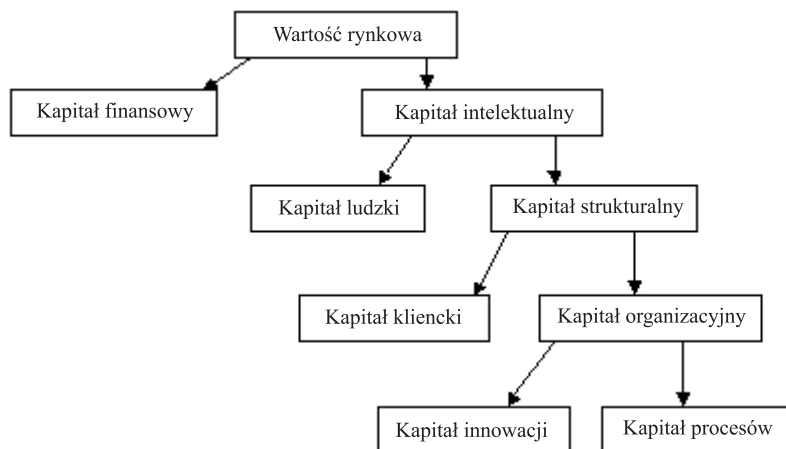 Wartość rynkowa
Kapitał finansowy
Kapitał intelektualny
Kapitał ludzki
Kapitał strukturalny
Kapitał kliencki
Kapitał organizacyjny
Kapitał innowacji
Kapitał procesów